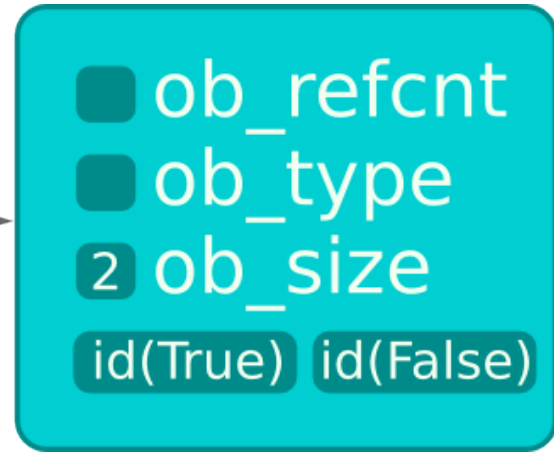 ob_refcnt
ob_type
2 ob_size
id(True) id(False)